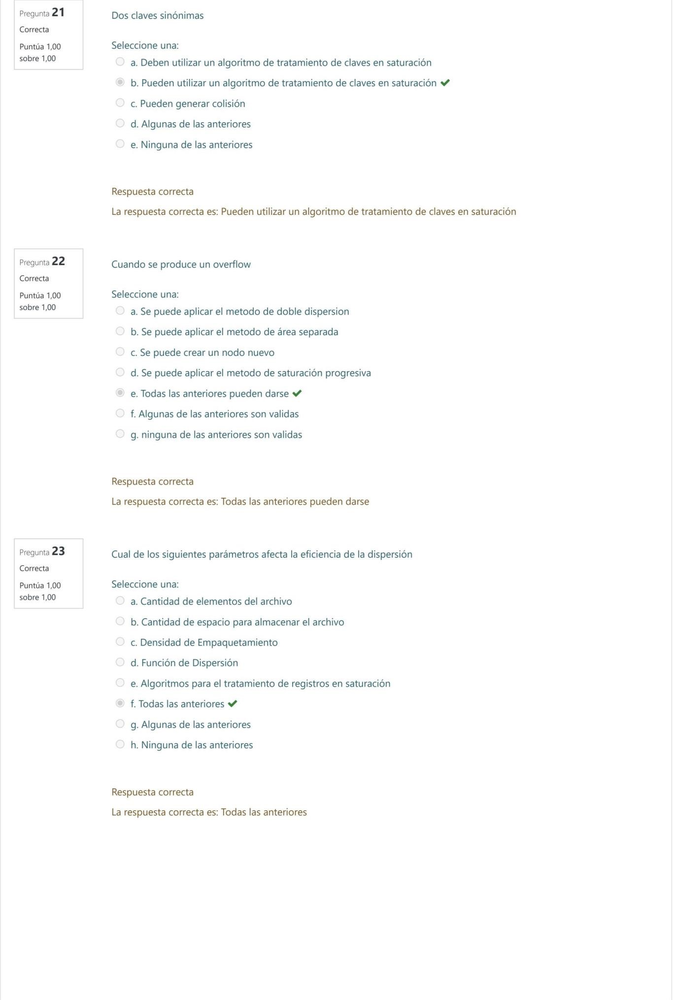 Pregunta 21
Correcta
Puntúa 1,00
sobre 1,00
Dos claves sinónimas
Seleccione una:
a. Deben utilizar un algoritmo de tratamiento de claves en saturación
b. Pueden utilizar un algoritmo de tratamiento de claves en saturación
c. Pueden generar colisión
d. Algunas de las anteriores
e. Ninguna de las anteriores
Respuesta correcta
La respuesta correcta es: Pueden utilizar un algoritmo de tratamiento de claves en saturación
Pregunta 22
Correcta
Puntúa 1,00
sobre 1,00
Cuando se produce un overflow
Seleccione una:
a. Se puede aplicar el metodo de doble dispersion
b. Se puede aplicar el metodo de área separada
c. Se puede crear un nodo nuevo
d. Se puede aplicar el metodo de saturación progresiva
e. Todas las anteriores pueden darse
f. Algunas de las anteriores son validas
g. ninguna de las anteriores son validas
Respuesta correcta
La respuesta correcta es: Todas las anteriores pueden darse
Pregunta 23
Correcta
Puntúa 1,00
sobre 1,00
Cual de los siguientes parámetros afecta la eficiencia de la dispersión
Seleccione una:
a. Cantidad de elementos del archivo
b. Cantidad de espacio para almacenar el archivo
c. Densidad de Empaquetamiento
d. Función de Dispersión
e. Algoritmos para el tratamiento de registros en saturación
f. Todas las anteriores
g. Algunas de las anteriores
h. Ninguna de las anteriores
Respuesta correcta
La respuesta correcta es: Todas las anteriores